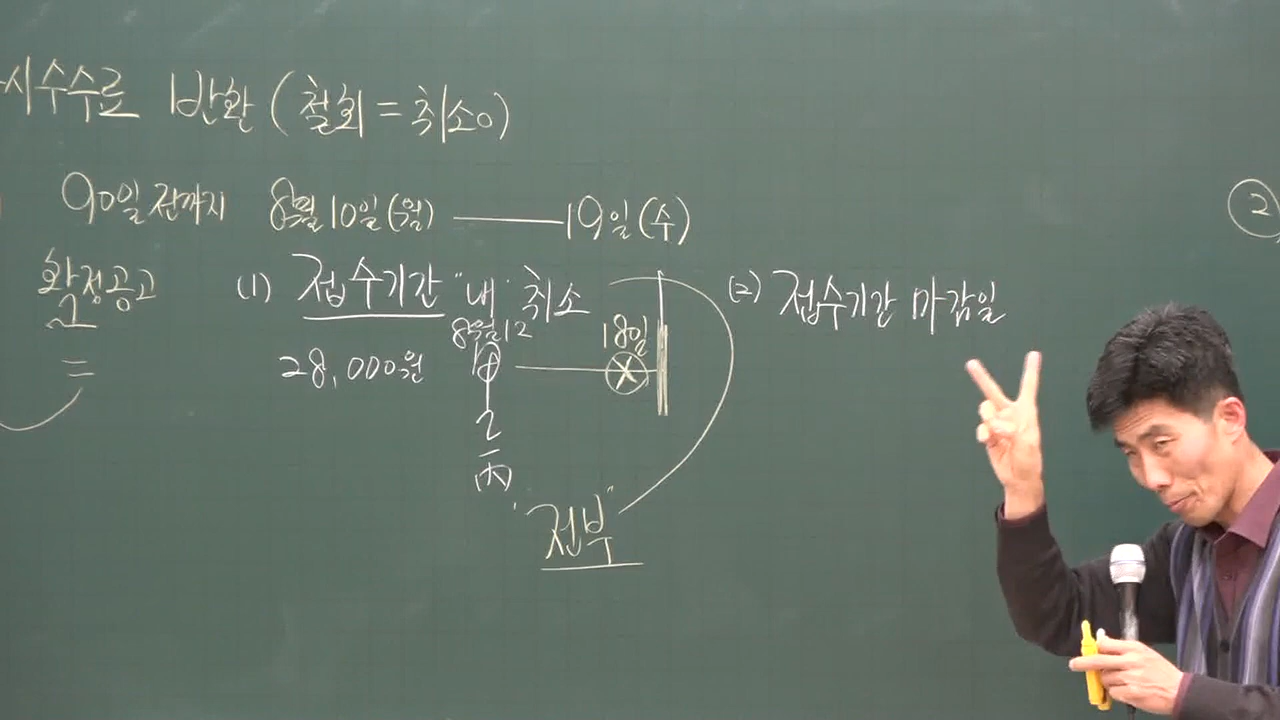 시수수료 반환(철회=취소○)
90일 전까지 8월10일(월) — 19일(수)
확정공고
(1) 접수기간 "내" 취소
8월12
18일
28,000원
2
(水)
"전부"
(2) 접수기간 마감일
②